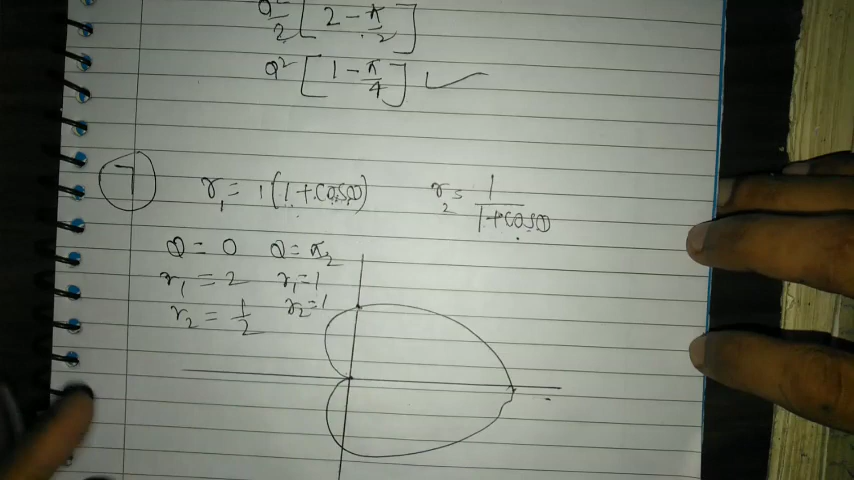 a²/2 [2 - π/2]
a² [1 - π/4] ✓
7 r₁ = 1(1 + cosθ) r₂ = 1/(1+cosθ)
θ = 0 θ = π/2
r₁ = 2 r₁ = 1
r₂ = 1/2 r₂ = 1